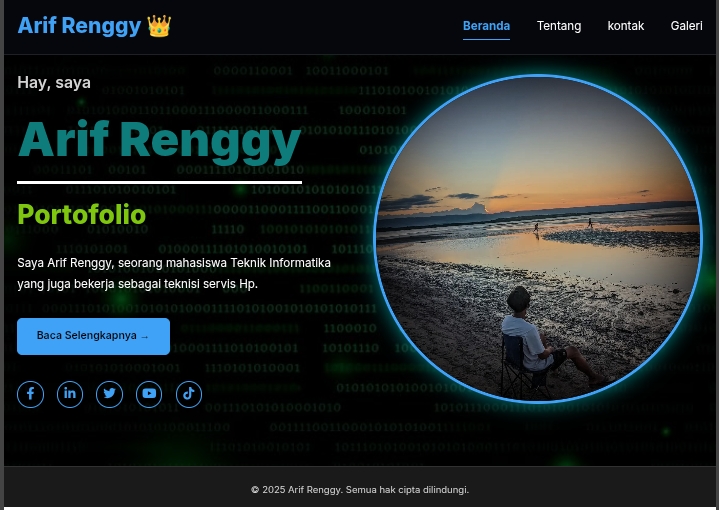 Arif Renggy 👑
Beranda
Tentang
kontak
Galeri
Hay, saya
Arif Renggy
Portofolio
Saya Arif Renggy, seorang mahasiswa Teknik Informatika
yang juga bekerja sebagai teknisi servis Hp.
Baca Selengkapnya →
© 2025 Arif Renggy. Semua hak cipta dilindungi.